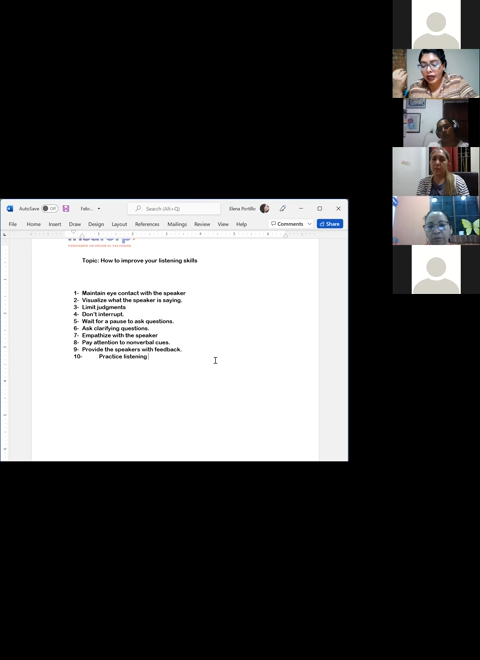 AutoSave Off Felix... Search (Alt+Q) Elena Portillo
File Home Insert Draw Design Layout References Mailings Review View Help Comments Share
Topic: How to improve your listening skills
1- Maintain eye contact with the speaker
2- Visualize what the speaker is saying.
3- Limit judgments
4- Don't interrupt.
5- Wait for a pause to ask questions.
6- Ask clarifying questions.
7- Empathize with the speaker
8- Pay attention to nonverbal cues.
9- Provide the speakers with feedback.
10- Practice listening